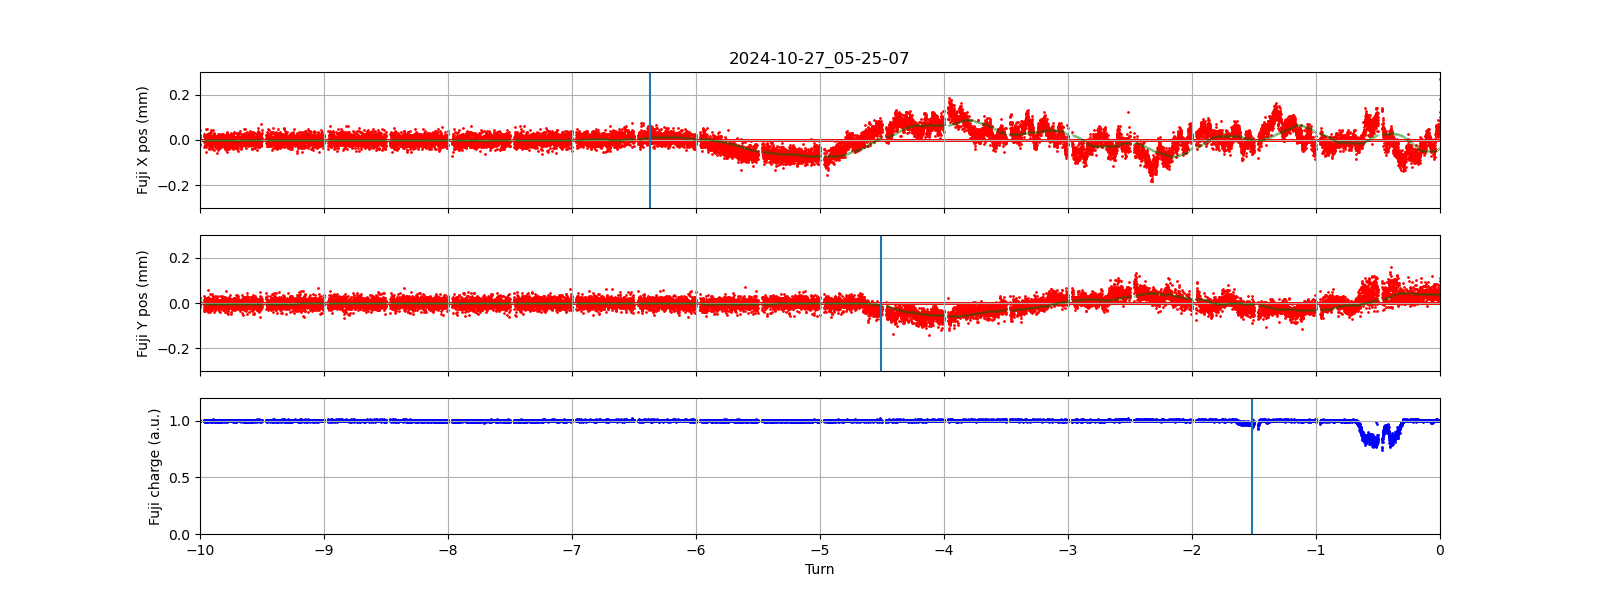 2024-10-27_05-25-07
Fuji X pos (mm)
0.2
0.0
−0.2
Fuji Y pos (mm)
0.2
0.0
−0.2
Fuji charge (a.u.)
1.0
0.5
0.0
−10 −9 −8 −7 −6 −5 −4 −3 −2 −1 0
Turn